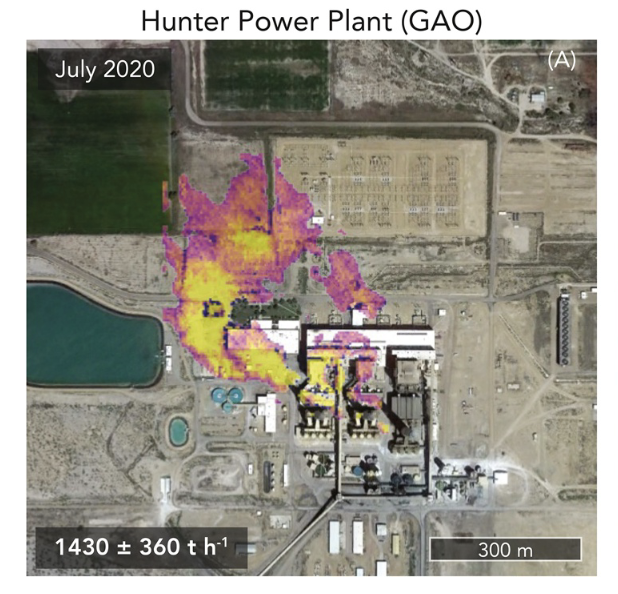 Hunter Power Plant (GAO)
July 2020
(A)
1430 ± 360 t h⁻¹
300 m